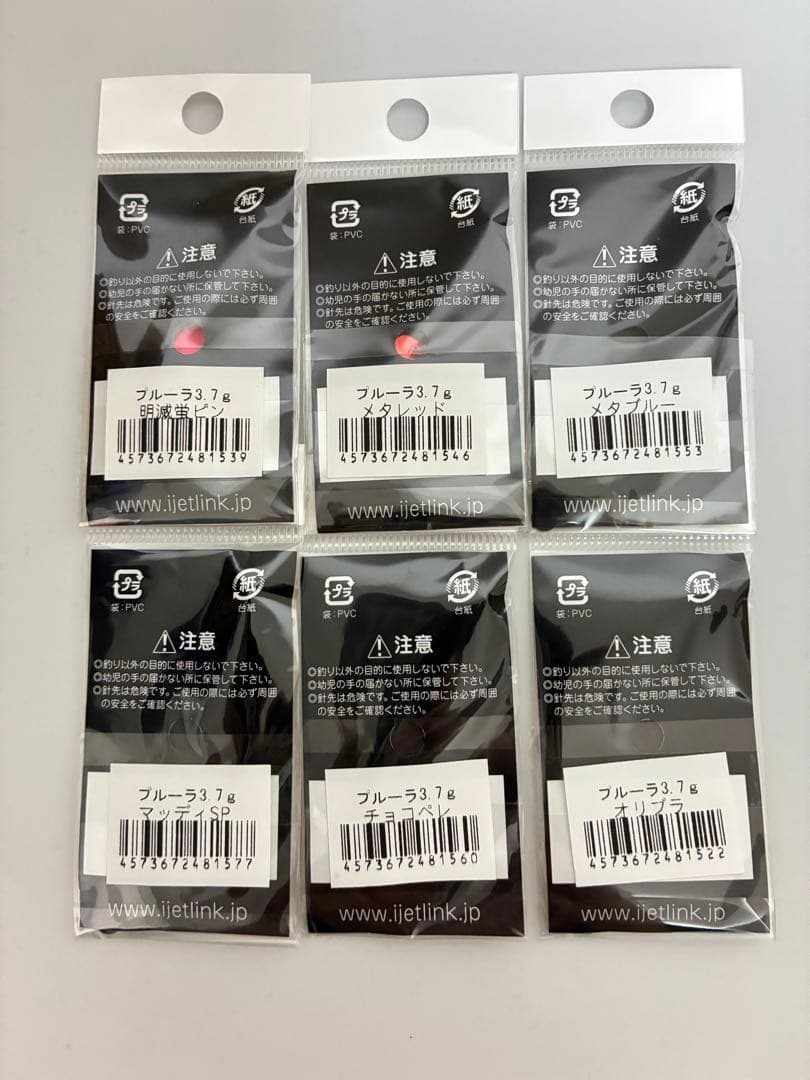 プラ
紙
袋:PVC
台紙
注意
◎釣り以外の目的に使用しないで下さい。
◎幼児の手の届かない所に保管して下さい。
◎針先は危険です。ご使用の際には必ず周囲
の安全をご確認ください。
プルーラ3.7g
明滅蛍ピン
4573672481539
www.ijetlink.jp
プラ
紙
袋:PVC
台紙
注意
◎釣り以外の目的に使用しないで下さい。
◎幼児の手の届かない所に保管して下さい。
◎針先は危険です。ご使用の際には必ず周囲
の安全をご確認ください。
プルーラ3.7g
メタレッド
4573672481546
www.ijetlink.jp
プラ
紙
袋:PVC
台紙
注意
◎釣り以外の目的に使用しないで下さい。
◎幼児の手の届かない所に保管して下さい。
◎針先は危険です。ご使用の際には必ず周囲
の安全をご確認ください。
プルーラ3.7g
メタブルー
4573672481553
www.ijetlink.jp
プラ
紙
袋:PVC
台紙
注意
◎釣り以外の目的に使用しないで下さい。
◎幼児の手の届かない所に保管して下さい。
◎針先は危険です。ご使用の際には必ず周囲
の安全をご確認ください。
プルーラ3.7g
マッディSP
4573672481577
www.ijetlink.jp
プラ
紙
袋:PVC
台紙
注意
◎釣り以外の目的に使用しないで下さい。
◎幼児の手の届かない所に保管して下さい。
◎針先は危険です。ご使用の際には必ず周囲
の安全をご確認ください。
プルーラ3.7g
チョコペレ
4573672481560
www.ijetlink.jp
プラ
紙
袋:PVC
台紙
注意
◎釣り以外の目的に使用しないで下さい。
◎幼児の手の届かない所に保管して下さい。
◎針先は危険です。ご使用の際には必ず周囲
の安全をご確認ください。
プルーラ3.7g
オリブラ
4573672481522
www.ijetlink.jp